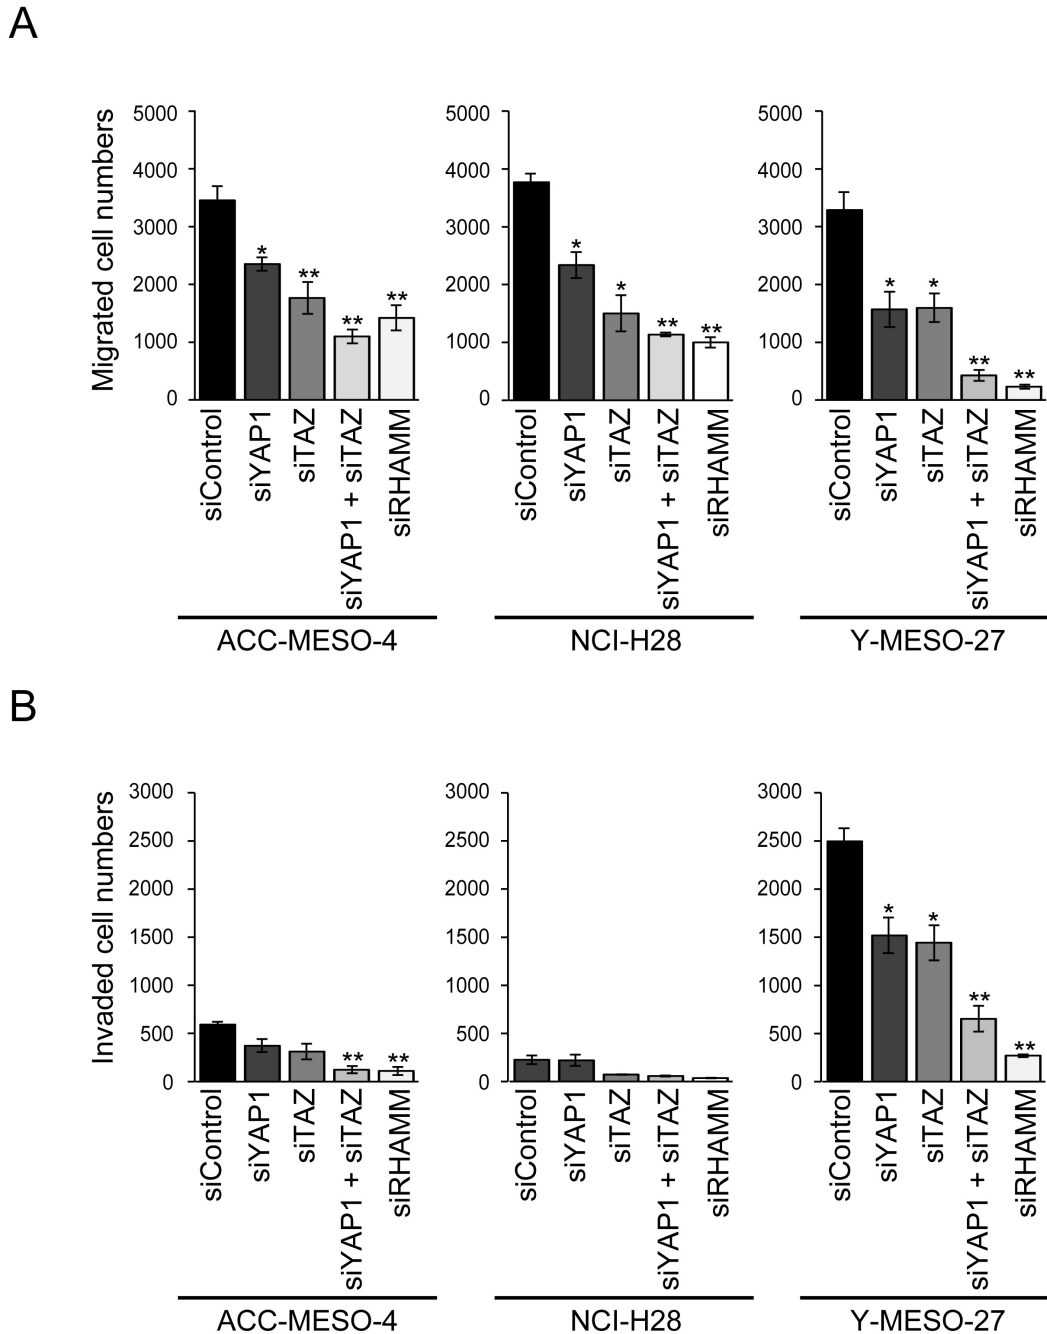 A
Migrated cell numbers
5000
4000
3000
2000
1000
0
*
**
**
**
siControl
siYAP1
siTAZ
siYAP1 + siTAZ
siRHAMM
ACC-MESO-4
5000
4000
3000
2000
1000
0
*
*
**
**
siControl
siYAP1
siTAZ
siYAP1 + siTAZ
siRHAMM
NCI-H28
5000
4000
3000
2000
1000
0
*
*
**
**
siControl
siYAP1
siTAZ
siYAP1 + siTAZ
siRHAMM
Y-MESO-27
B
Invaded cell numbers
3000
2500
2000
1500
1000
500
0
**
**
siControl
siYAP1
siTAZ
siYAP1 + siTAZ
siRHAMM
ACC-MESO-4
3000
2500
2000
1500
1000
500
0
siControl
siYAP1
siTAZ
siYAP1 + siTAZ
siRHAMM
NCI-H28
3000
2500
2000
1500
1000
500
0
*
*
**
**
siControl
siYAP1
siTAZ
siYAP1 + siTAZ
siRHAMM
Y-MESO-27